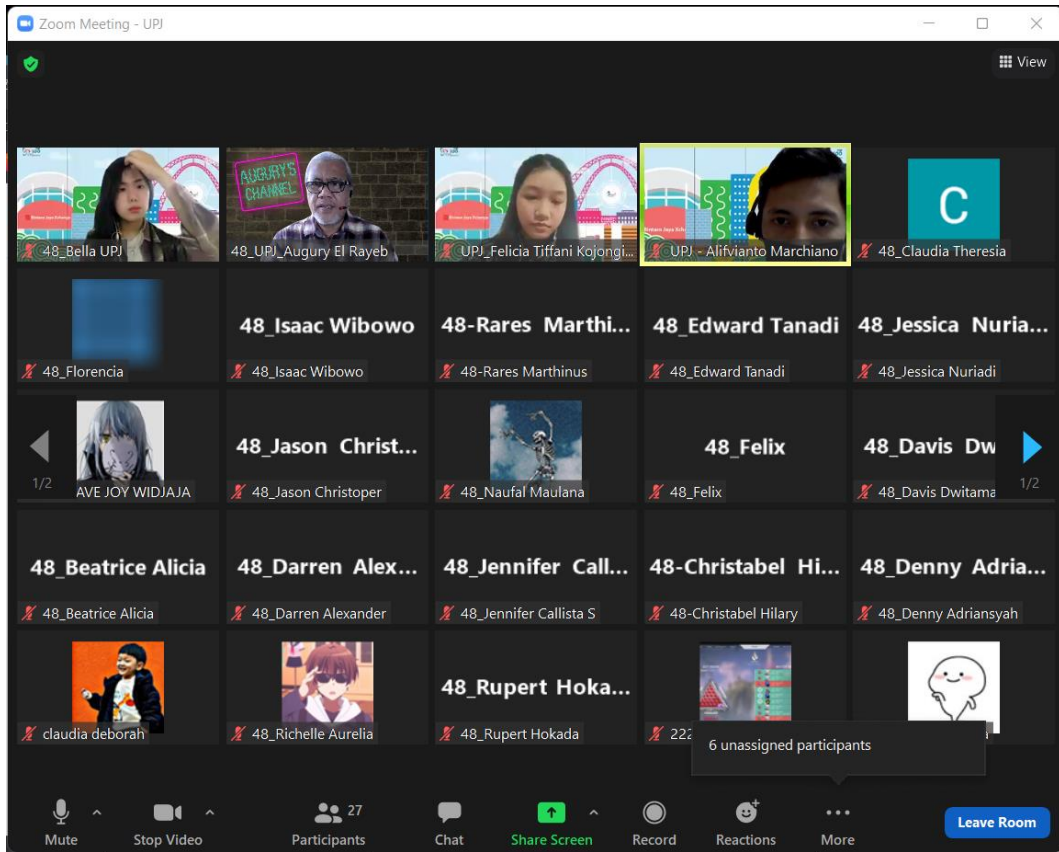 Zoom Meeting - UPJ
View
AUGURY'S
CHANNEL
48_Bella UPJ
48_UPJ_Augury El Rayeb
UPJ_Felicia Tiffani Kojongi...
UPJ - Alifvianto Marchiano
C
48_Claudia Theresia
48_Florencia
48_Isaac Wibowo
48_Isaac Wibowo
48-Rares Marthi...
48-Rares Marthinus
48_Edward Tanadi
48_Edward Tanadi
48_Jessica Nuria...
48_Jessica Nuriadi
1/2
AVE JOY WIDJAJA
48_Jason Christ...
48_Jason Christoper
48_Naufal Maulana
48_Felix
48_Felix
48_Davis Dw
48_Davis Dwitama
1/2
48_Beatrice Alicia
48_Beatrice Alicia
48_Darren Alex...
48_Darren Alexander
48_Jennifer Call...
48_Jennifer Callista S
48-Christabel Hi...
48-Christabel Hilary
48_Denny Adria...
48_Denny Adriansyah
claudia deborah
48_Richelle Aurelia
48_Rupert Hoka...
48_Rupert Hokada
222
6 unassigned participants
Mute
Stop Video
27
Participants
Chat
Share Screen
Record
Reactions
More
Leave Room